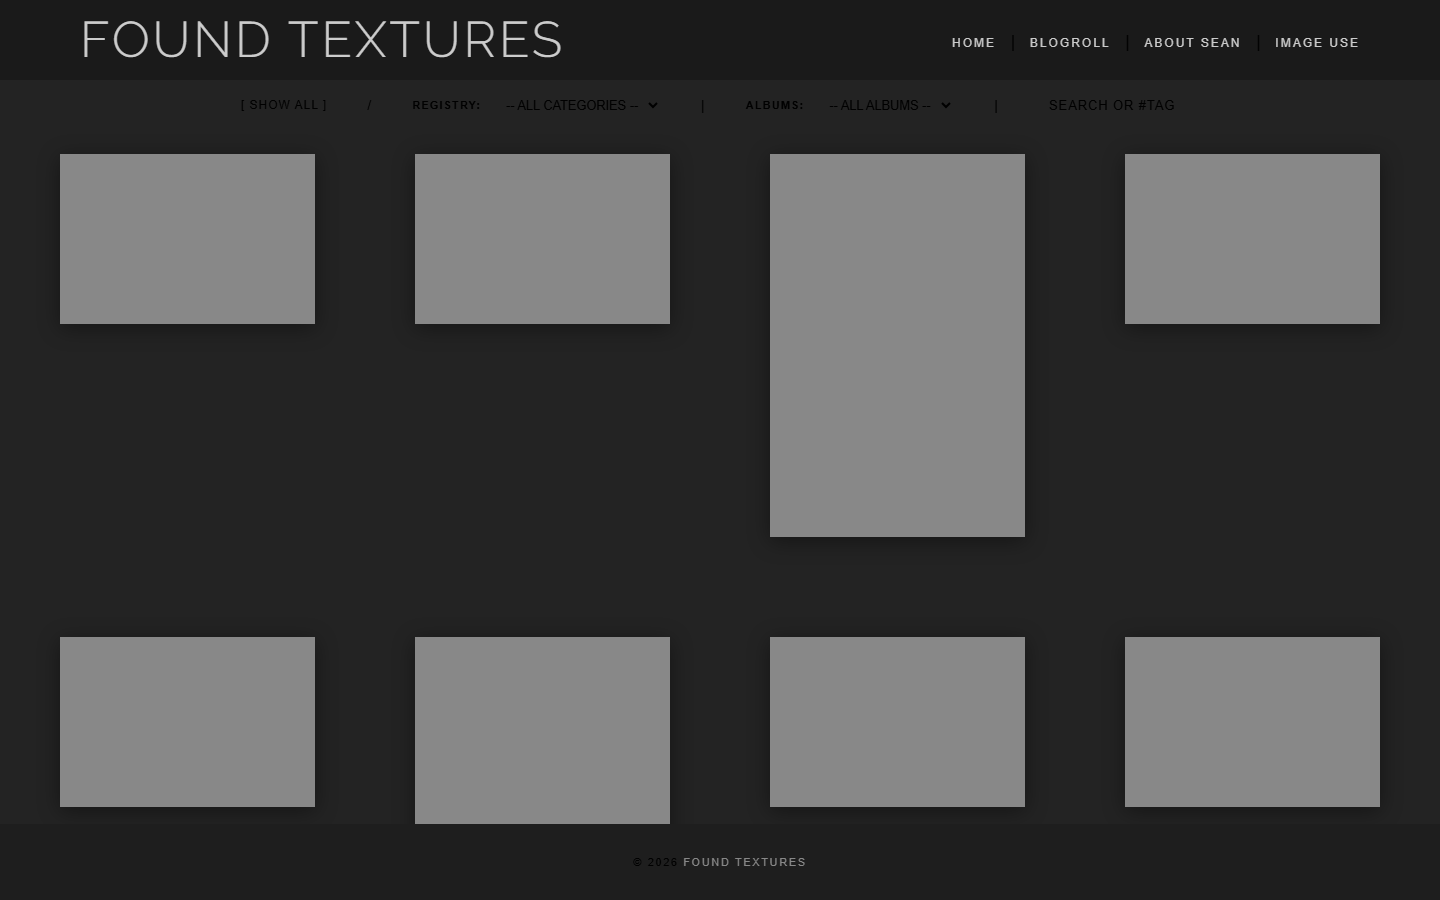 FOUND TEXTURES
HOME | BLOGROLL | ABOUT SEAN | IMAGE USE
[ SHOW ALL ] / REGISTRY: -- ALL CATEGORIES -- | ALBUMS: -- ALL ALBUMS -- | SEARCH OR #TAG
© 2026 FOUND TEXTURES